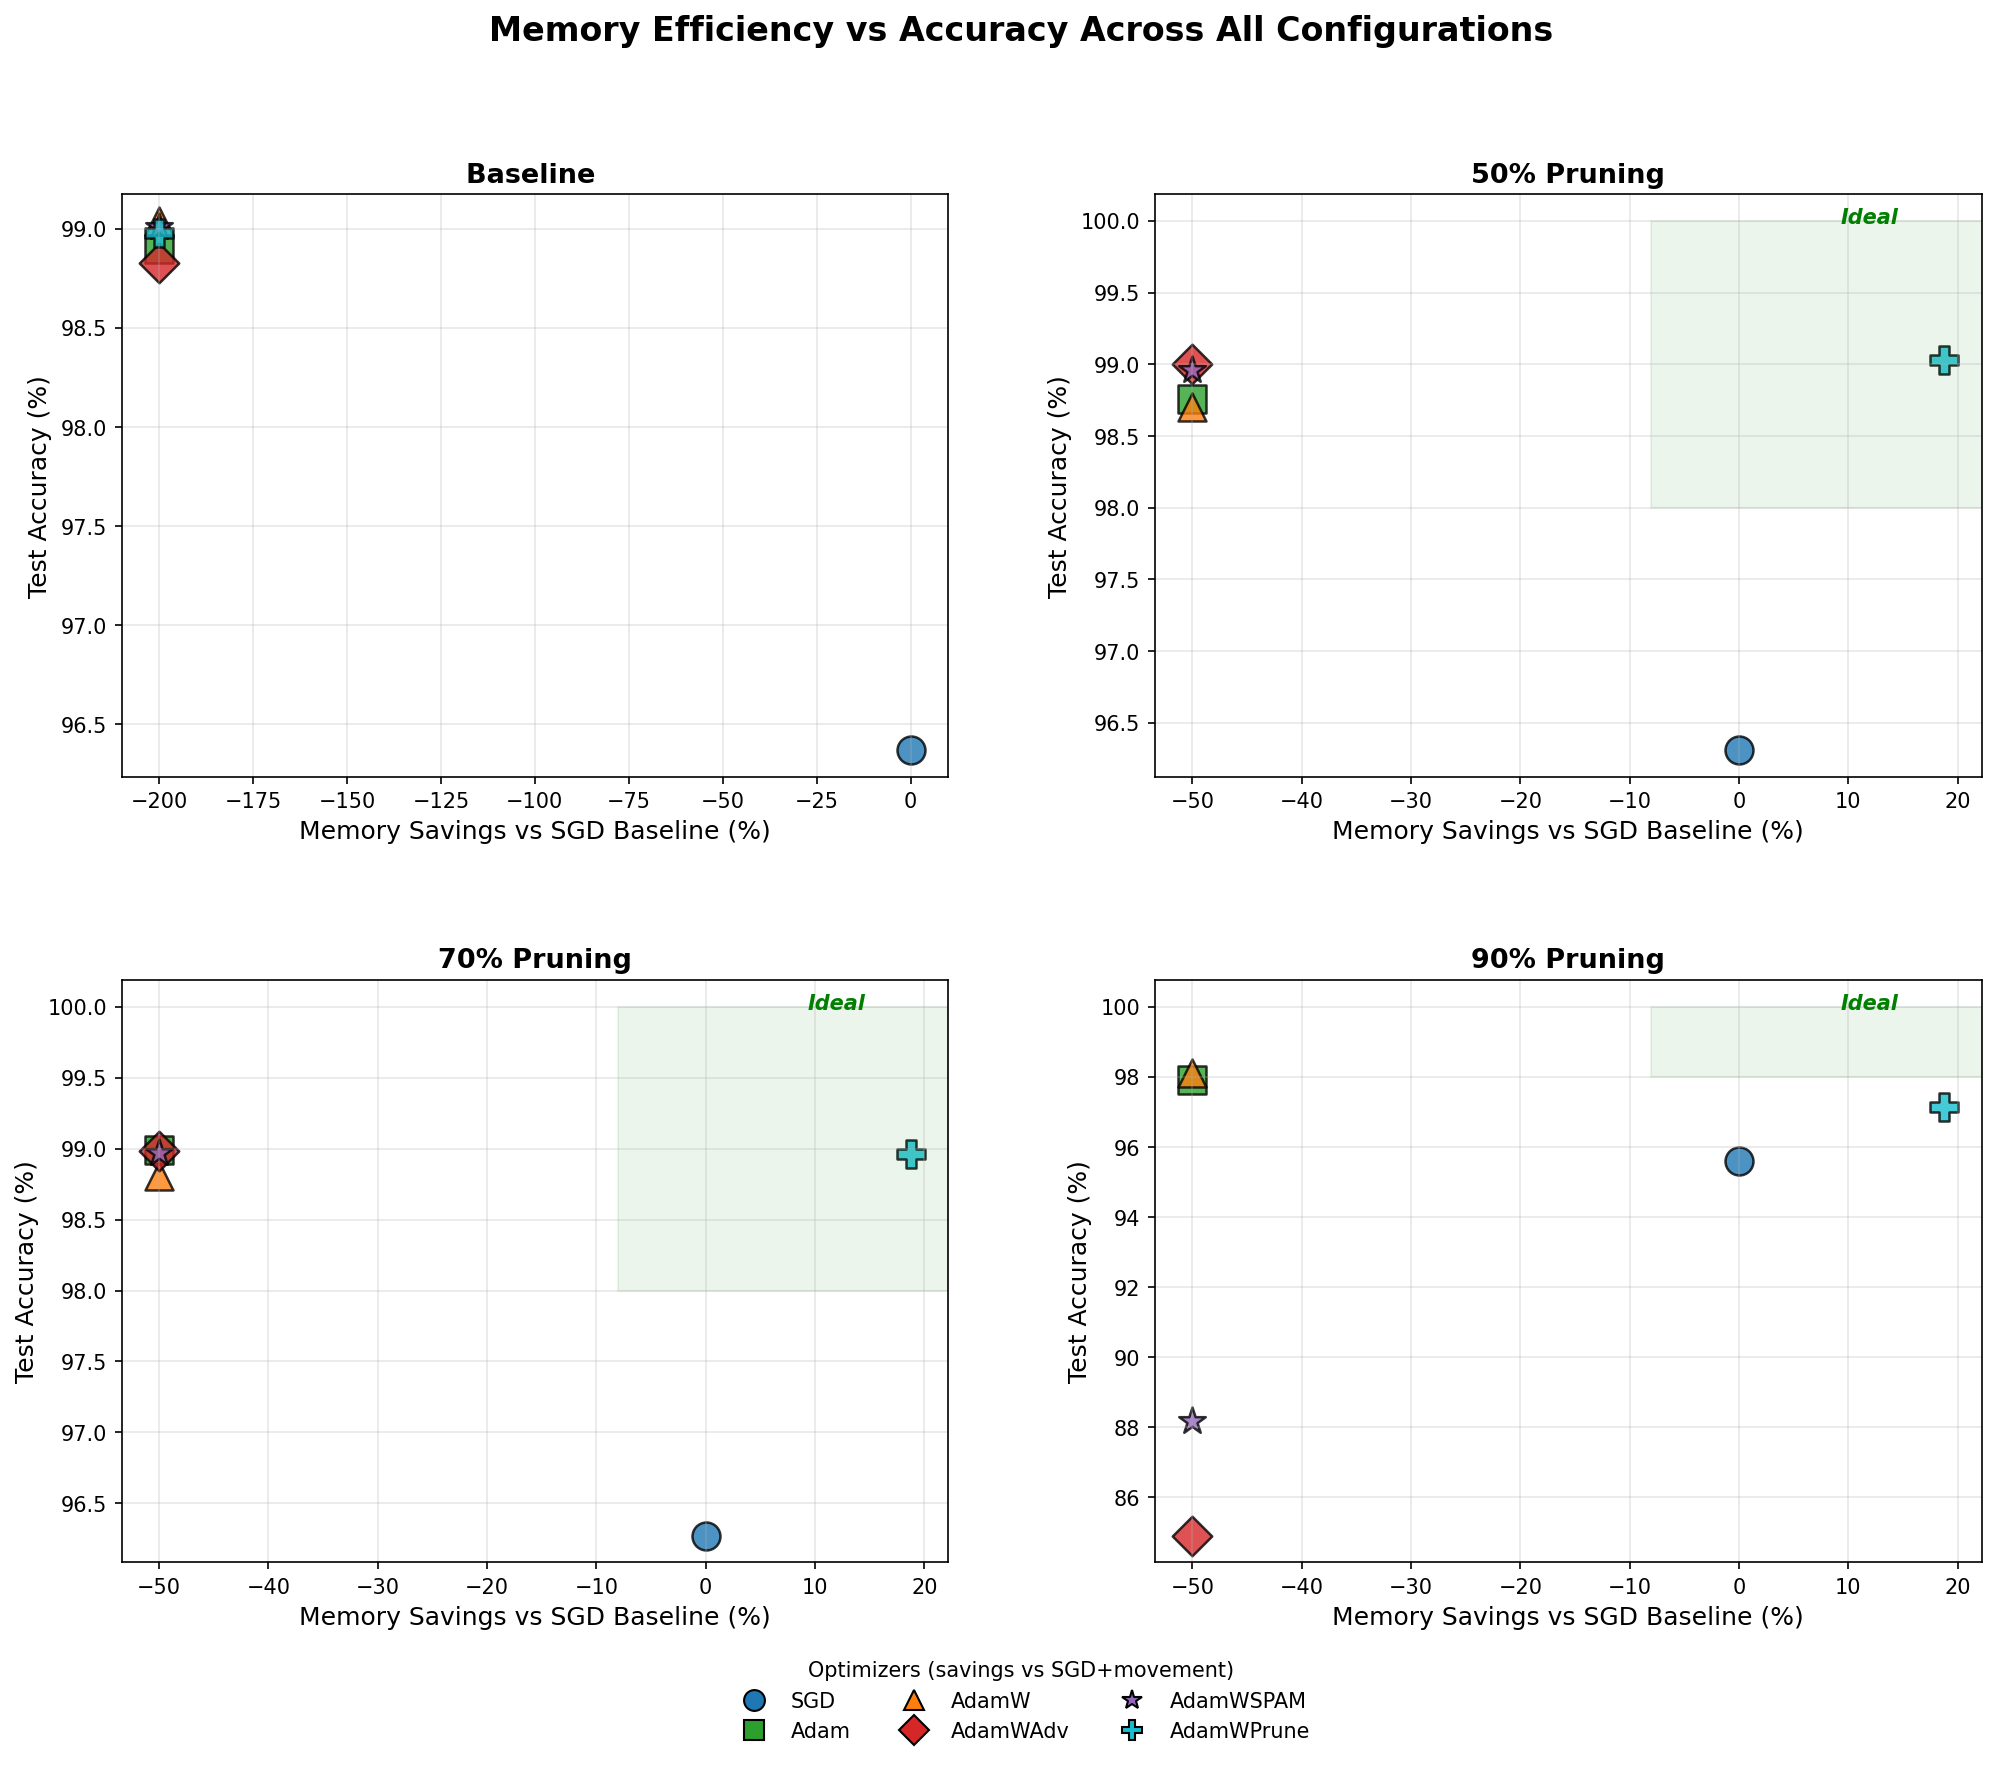 Memory Efficiency vs Accuracy Across All Configurations
Baseline
99.0
98.5
98.0
97.5
97.0
96.5
Test Accuracy (%)
−200 −175 −150 −125 −100 −75 −50 −25 0
Memory Savings vs SGD Baseline (%)
50% Pruning
Ideal
100.0
99.5
99.0
98.5
98.0
97.5
97.0
96.5
Test Accuracy (%)
−50 −40 −30 −20 −10 0 10 20
Memory Savings vs SGD Baseline (%)
70% Pruning
Ideal
100.0
99.5
99.0
98.5
98.0
97.5
97.0
96.5
Test Accuracy (%)
−50 −40 −30 −20 −10 0 10 20
Memory Savings vs SGD Baseline (%)
90% Pruning
Ideal
100
98
96
94
92
90
88
86
Test Accuracy (%)
−50 −40 −30 −20 −10 0 10 20
Memory Savings vs SGD Baseline (%)
Optimizers (savings vs SGD+movement)
SGD AdamW AdamWSPAM
Adam AdamWAdv AdamWPrune